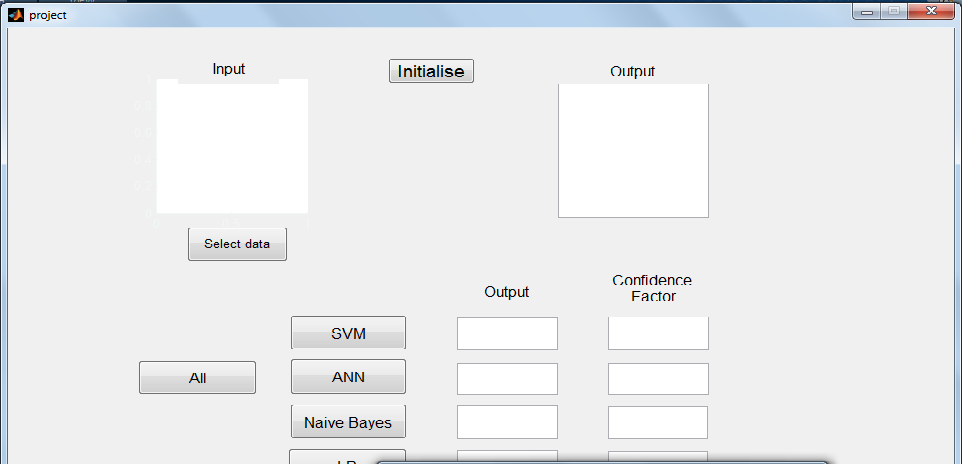 project
Input
Initialise
Output
Select data
Output
Confidence
Factor
SVM
All
ANN
Naive Bayes